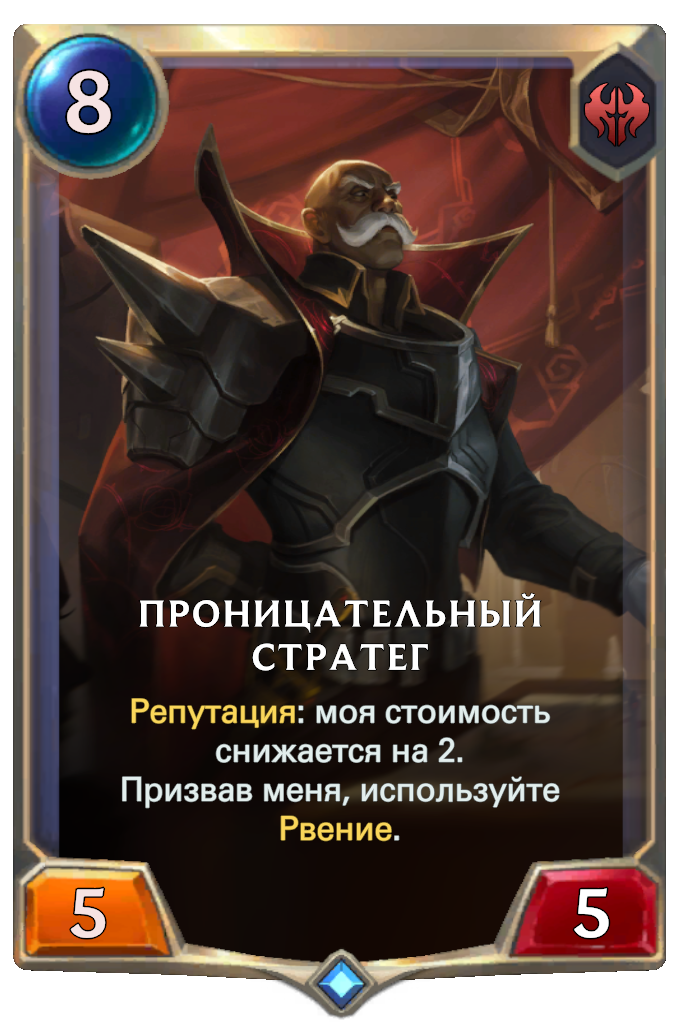 8
ПРОНИЦАТЕЛЬНЫЙ
СТРАТЕГ
Репутация: моя стоимость
снижается на 2.
Призвав меня, используйте
Рвение.
5
5